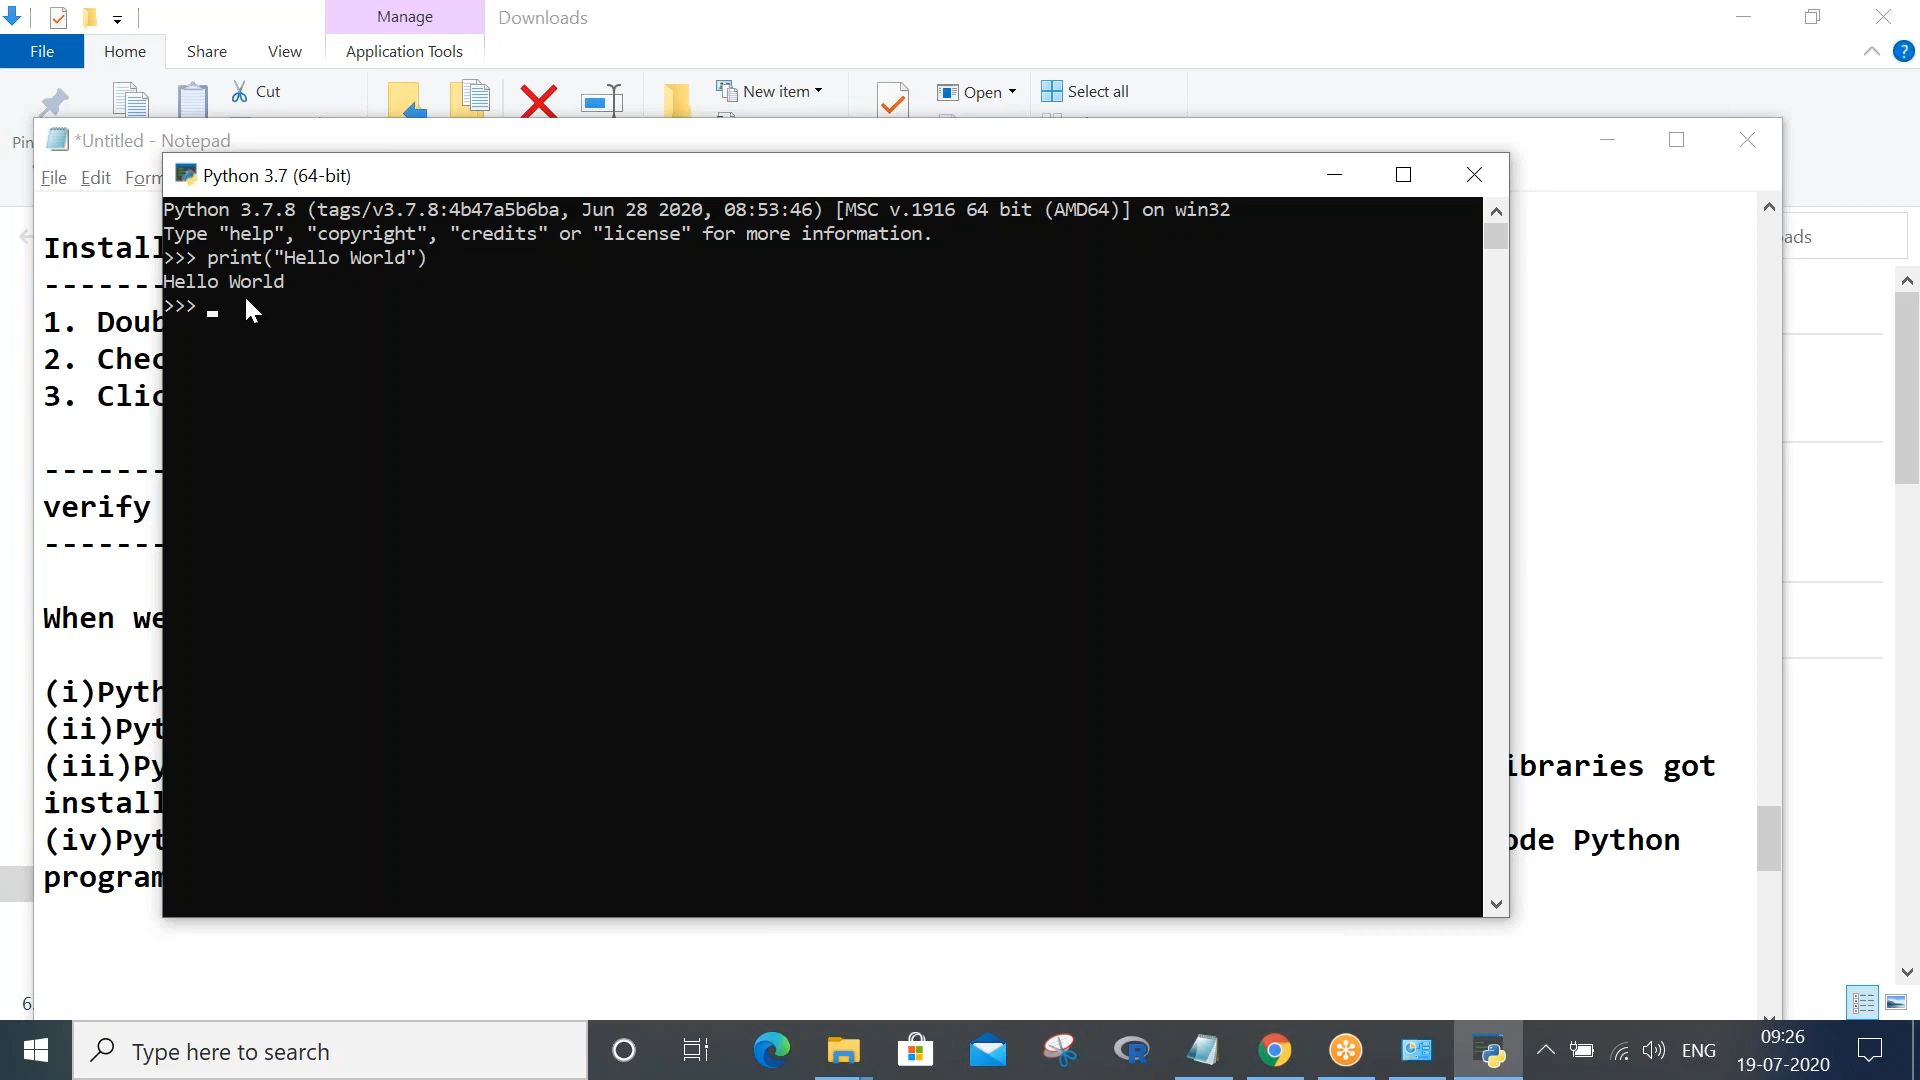 Manage
Downloads
File
Home
Share
View
Application Tools
Cut
New item
Open
Select all
*Untitled - Notepad
File Edit
Python 3.7 (64-bit)
Python 3.7.8 (tags/v3.7.8:4b47a5b6ba, Jun 28 2020, 08:53:46) [MSC v.1916 64 bit (AMD64)] on win32
Type "help", "copyright", "credits" or "license" for more information.
>>> print("Hello World")
Hello World
>>>
Install
-------
1. Doub
2. Chec
3. Clic
-------
verify
-------
When we
(i)Pyth
(ii)Pyt
(iii)Py
ibraries got
install
(iv)Pyt
ode Python
program
ads
6
Type here to search
ENG
09:26
19-07-2020